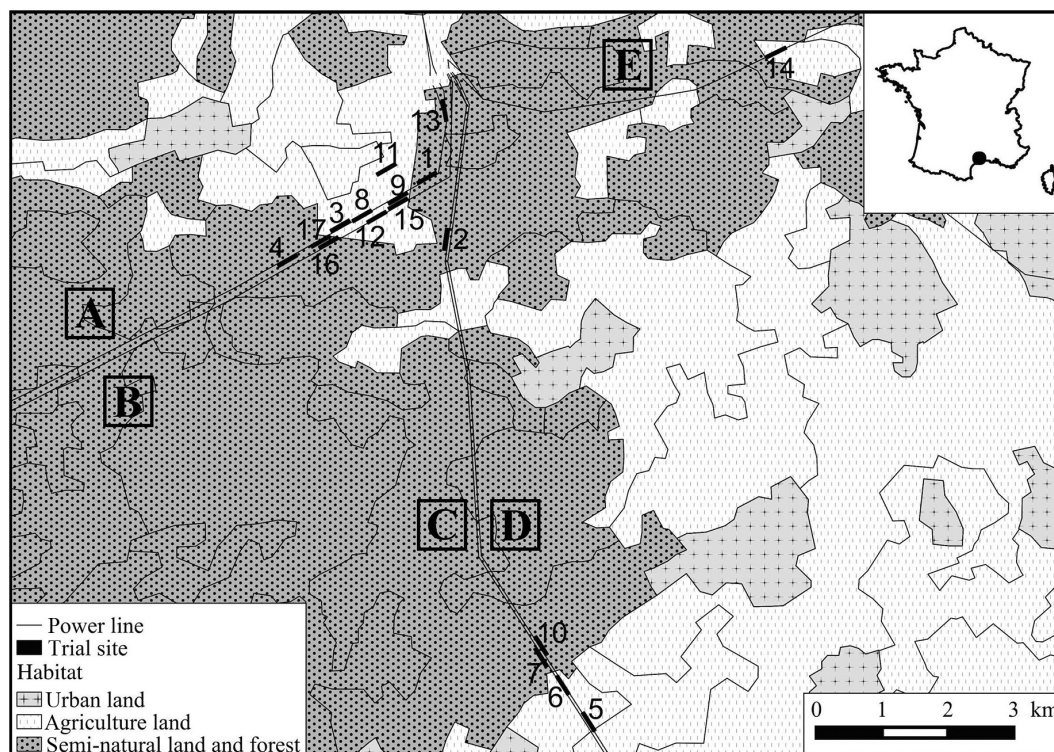 E
14
13
11
1
9
8
3
15
17
12
2
4
16
A
B
C
D
10
7
6
5
Power line
Trial site
Habitat
Urban land
Agriculture land
Semi-natural land and forest
0 1 2 3 km